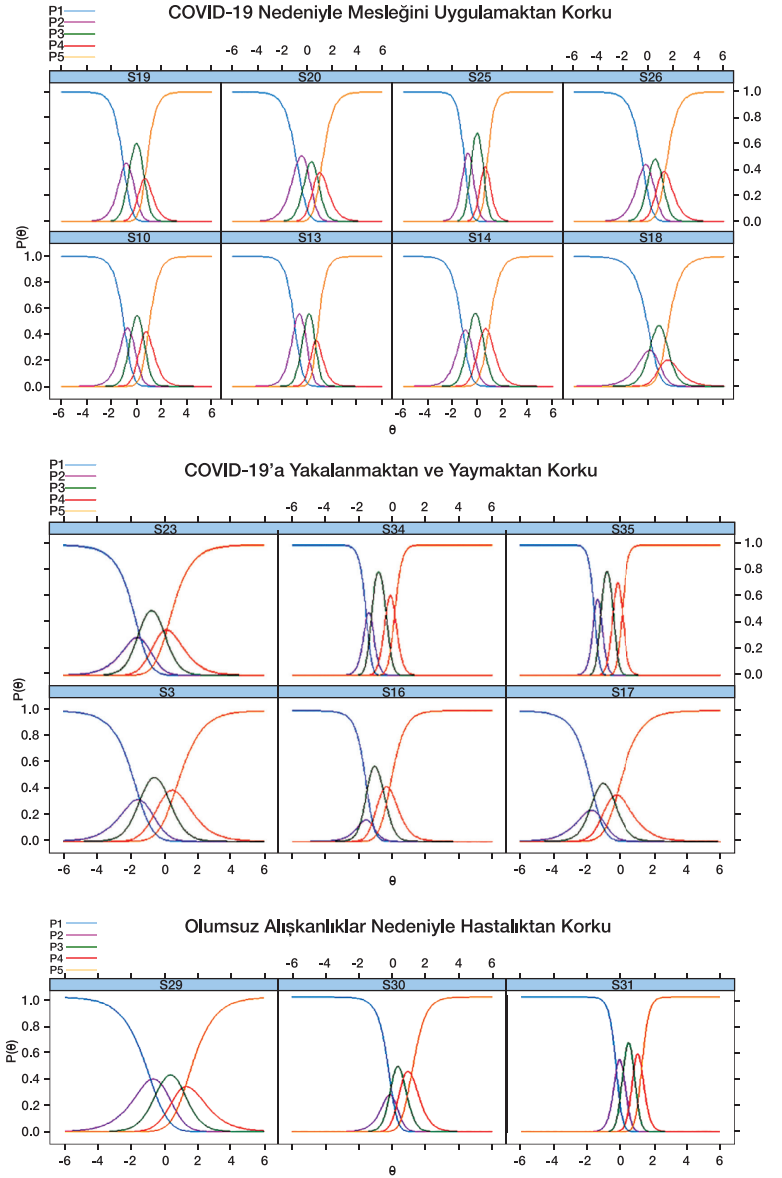 COVID-19 Nedeniyle Mesleğini Uygulamaktan Korku
P1
P2
P3
P4
P5
-6 -4 -2 0 2 4 6
-6 -4 -2 0 2 4 6
S19 S20 S25 S26
1.0
0.8
0.6
0.4
0.2
0.0
P(θ)
S10 S13 S14 S18
1.0
0.8
0.6
0.4
0.2
0.0
-6 -4 -2 0 2 4 6
-6 -4 -2 0 2 4 6
θ
COVID-19’a Yakalanmaktan ve Yaymaktan Korku
P1
P2
P3
P4
P5
-6 -4 -2 0 2 4 6
S23 S34 S35
1.0
0.8
0.6
0.4
0.2
0.0
P(θ)
S3 S16 S17
1.0
0.8
0.6
0.4
0.2
0.0
-6 -4 -2 0 2 4 6
-6 -4 -2 0 2 4 6
θ
Olumsuz Alışkanlıklar Nedeniyle Hastalıktan Korku
P1
P2
P3
P4
P5
-6 -4 -2 0 2 4 6
S29 S30 S31
P(θ)
1.0
0.8
0.6
0.4
0.2
0.0
-6 -4 -2 0 2 4 6
-6 -4 -2 0 2 4 6
θ